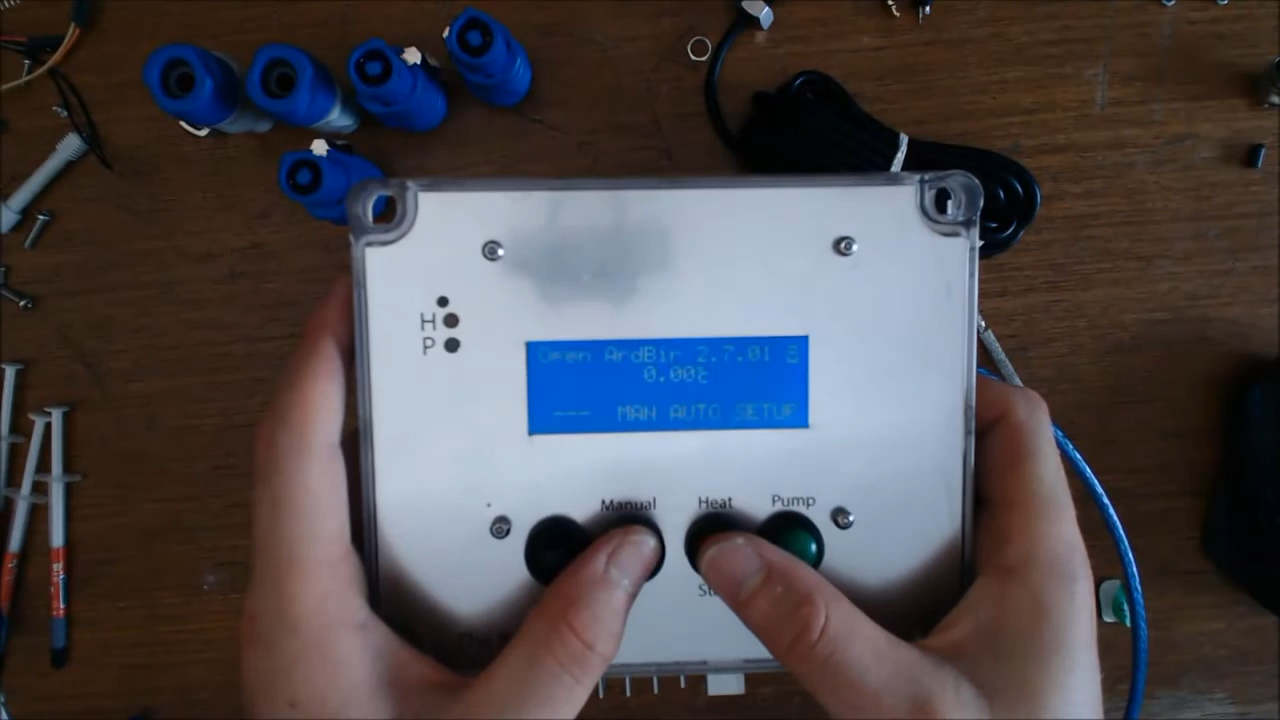 H
P
Open ArdBir 2.7.01
0.00°C
--- MAN AUTO SETUP
Manual
Heat
Pump